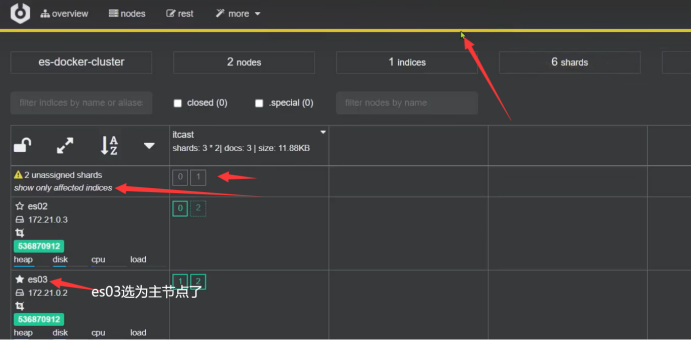 overview nodes rest more
es-docker-cluster 2 nodes 1 indices 6 shards
filter indices by name or aliase closed (0) .special (0) filter nodes by name
itcast
shards: 3 * 2| docs: 3 | size: 11.88KB
2 unassigned shards 0 1
show only affected indices
es02 0 2
172.21.0.3
536870912
heap disk cpu load
es03 1 2
172.21.0.2 es03选为主节点了
536870912
heap disk cpu load